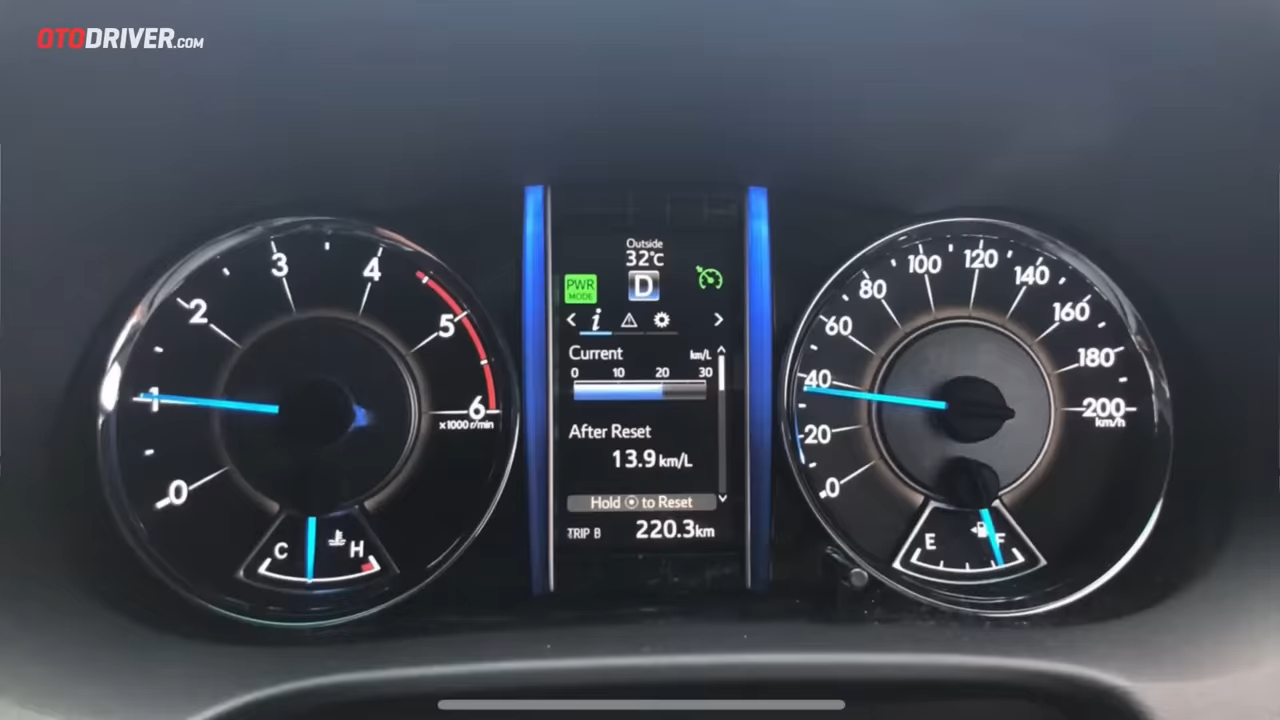 OTODRIVER.COM
Outside
32°C
PWR
MODE
D
i
Current
km/L
0 10 20 30
After Reset
13.9 km/L
Hold to Reset
TRIP B 220.3km
0
1
2
3
4
5
6
x1000 r/min
C H
0
20
40
60
80
100
120
140
160
180
200
km/h
E F